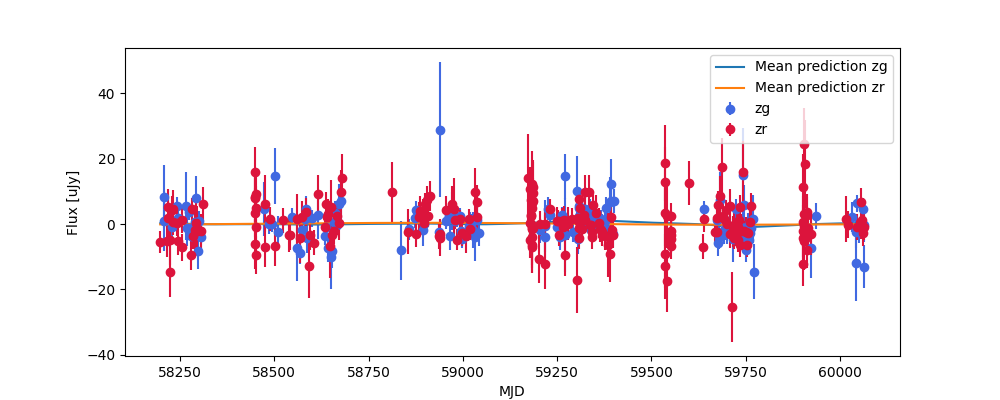 Mean prediction zg
Mean prediction zr
zg
zr
Flux [uJy]
40
20
0
−20
−40
58250
58500
58750
59000
59250
59500
59750
60000
MJD